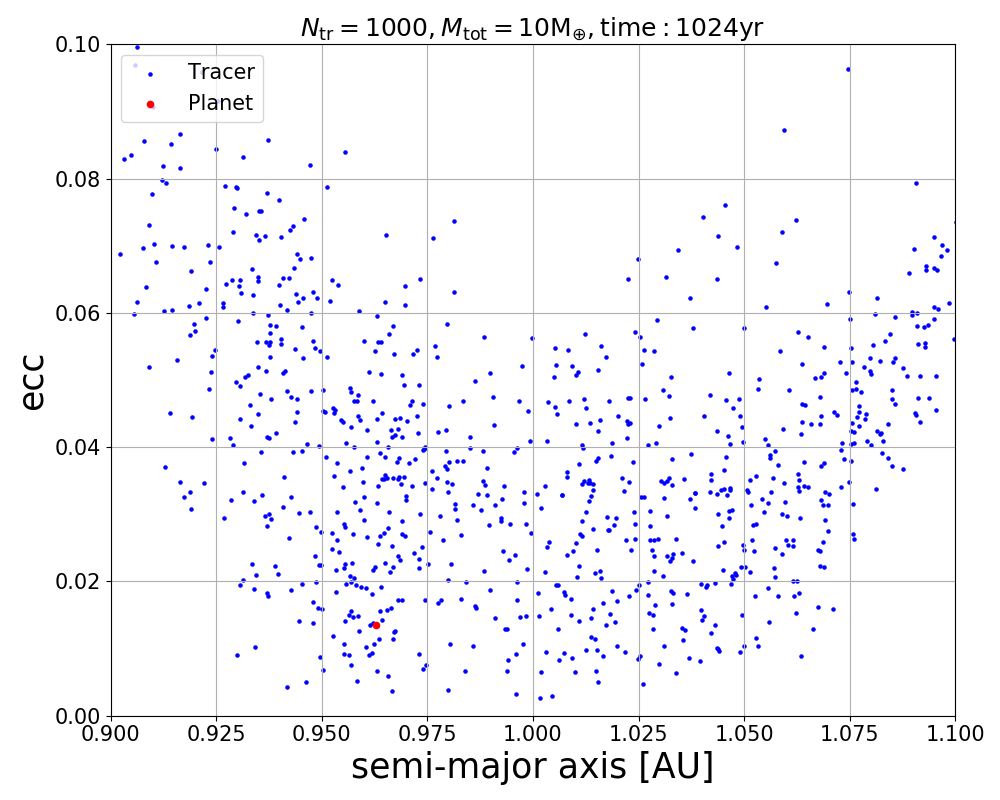 N_tr = 1000, M_tot = 10M_⊕, time : 1024yr
Tracer
Planet
ecc
0.10
0.08
0.06
0.04
0.02
0.00
0.900 0.925 0.950 0.975 1.000 1.025 1.050 1.075 1.100
semi-major axis [AU]